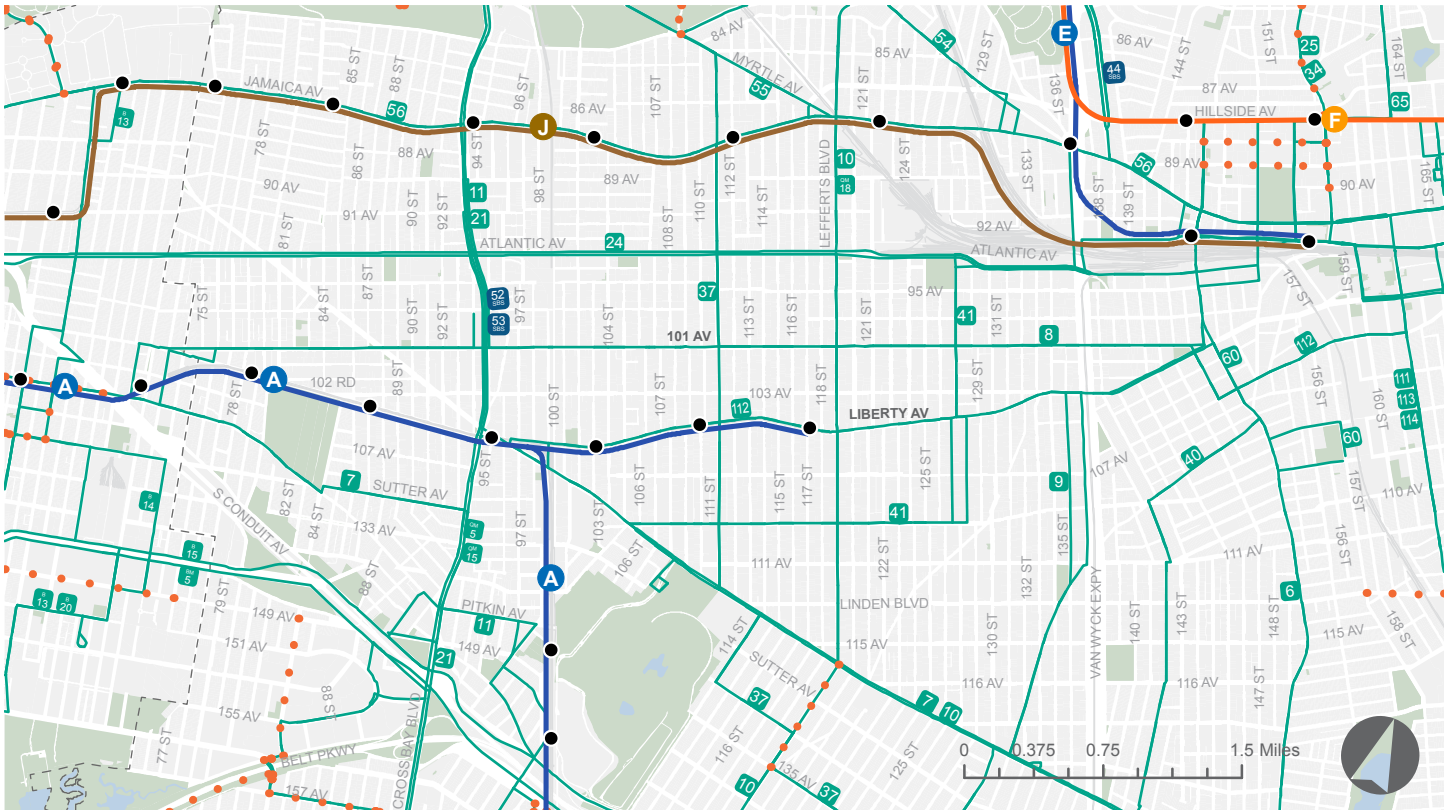 E
54
84 AV
85 AV
129 ST
86 AV
144 ST
151 ST
25
164 ST
85 ST
88 ST
MYRTLE AV
55
44
SBS
34
JAMAICA AV
96 ST
107 ST
121 ST
136 ST
87 AV
HILLSIDE AV
65
B
13
56
86 AV
J
F
78 ST
88 AV
94 ST
LEFFERTS BLVD
10
124 ST
133 ST
56
89 AV
86 ST
90 AV
98 ST
89 AV
112 ST
QM
18
90 AV
165 ST
91 AV
90 ST
92 ST
11
21
110 ST
114 ST
138 ST
139 ST
81 ST
108 ST
92 AV
ATLANTIC AV
24
ATLANTIC AV
159 ST
87 ST
52
SBS
97 ST
37
95 AV
157 ST
75 ST
84 ST
90 ST
92 ST
53
SBS
104 ST
113 ST
116 ST
121 ST
41
131 ST
101 AV
8
112
60
A
A
102 RD
89 ST
78 ST
100 ST
107 ST
103 AV
118 ST
129 ST
156 ST
111
113
114
112
LIBERTY AV
160 ST
107 AV
60
7
SUTTER AV
95 ST
106 ST
111 ST
115 ST
117 ST
125 ST
9
107 AV
40
157 ST
110 AV
B
14
S CONDUIT AV
82 ST
84 ST
133 AV
QM
5
97 ST
103 ST
41
135 ST
156 ST
B
15
BM
5
QM
15
106 ST
111 AV
122 ST
132 ST
111 AV
88 ST
A
B
13
B
20
79 ST
149 AV
PITKIN AV
11
LINDEN BLVD
VAN WYCK EXPY
140 ST
143 ST
6
148 ST
158 ST
151 AV
149 AV
21
114 ST
115 AV
130 ST
115 AV
SUTTER AV
116 AV
116 AV
147 ST
155 AV
88 ST
CROSS BAY BLVD
37
7
10
77 ST
BELT PKWY
116 ST
125 ST
0 0.375 0.75 1.5 Miles
157 AV
10
135 AV
37